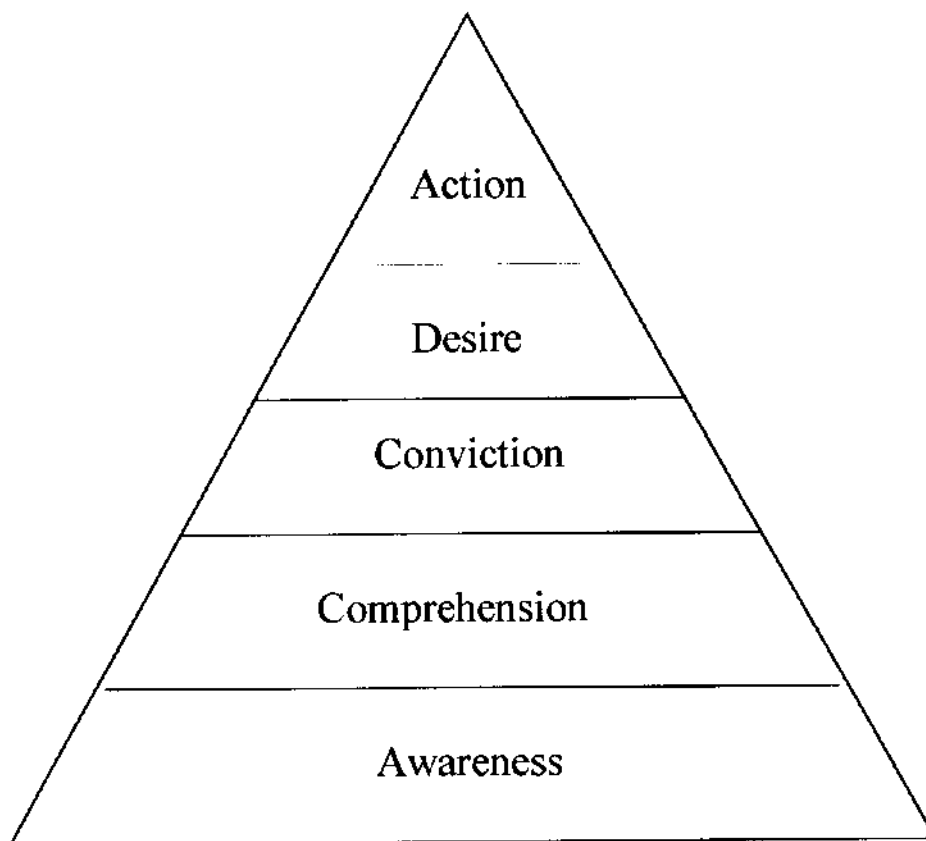 Action
Desire
Conviction
Comprehension
Awareness